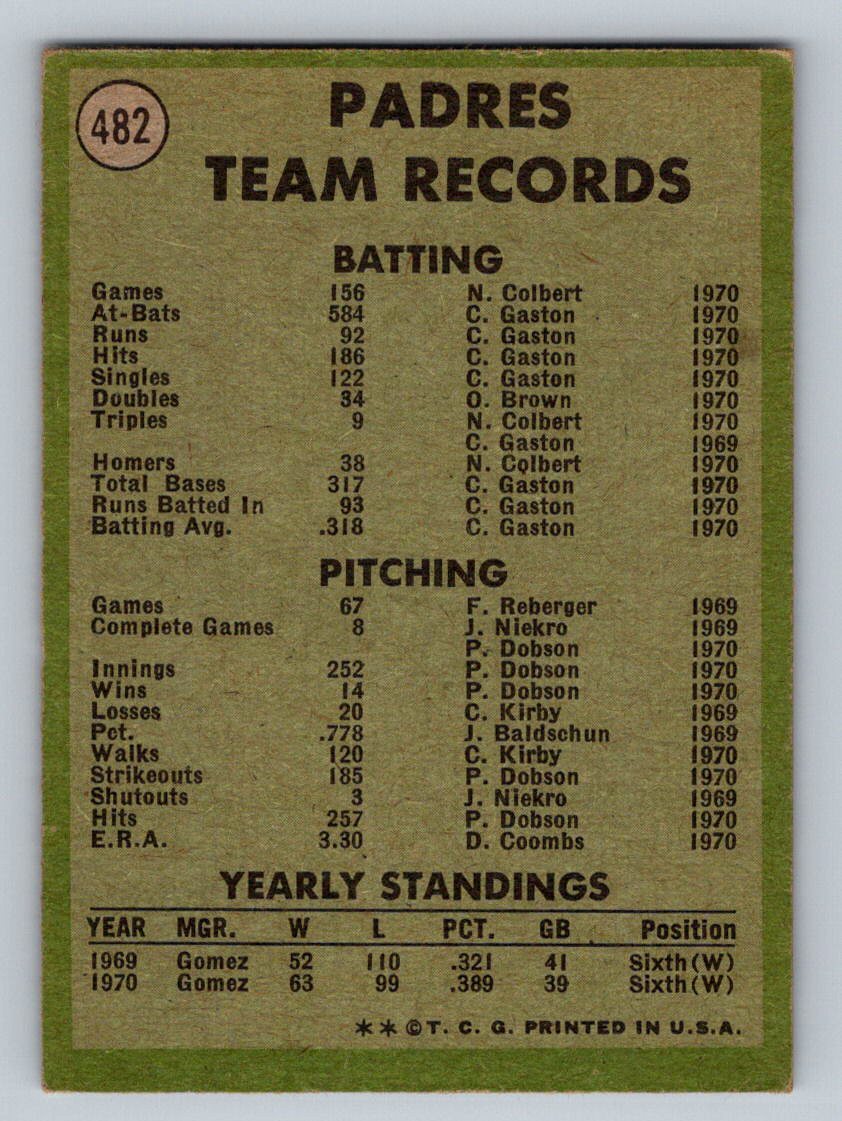 482
PADRES
TEAM RECORDS
BATTING
Games 156 N. Colbert 1970
At-Bats 584 C. Gaston 1970
Runs 92 C. Gaston 1970
Hits 186 C. Gaston 1970
Singles 122 C. Gaston 1970
Doubles 34 O. Brown 1970
Triples 9 N. Colbert 1970
C. Gaston 1969
Homers 38 N. Colbert 1970
Total Bases 317 C. Gaston 1970
Runs Batted In 93 C. Gaston 1970
Batting Avg. .318 C. Gaston 1970
PITCHING
Games 67 F. Reberger 1969
Complete Games 8 J. Niekro 1969
P. Dobson 1970
Innings 252 P. Dobson 1970
Wins 14 P. Dobson 1970
Losses 20 C. Kirby 1969
Pct. .778 J. Baldschun 1969
Walks 120 C. Kirby 1970
Strikeouts 185 P. Dobson 1970
Shutouts 3 J. Niekro 1969
Hits 257 P. Dobson 1970
E.R.A. 3.30 D. Coombs 1970
YEARLY STANDINGS
YEAR MGR. W L PCT. GB Position
1969 Gomez 52 110 .321 41 Sixth(W)
1970 Gomez 63 99 .389 39 Sixth(W)
** © T. C. G. PRINTED IN U.S.A.